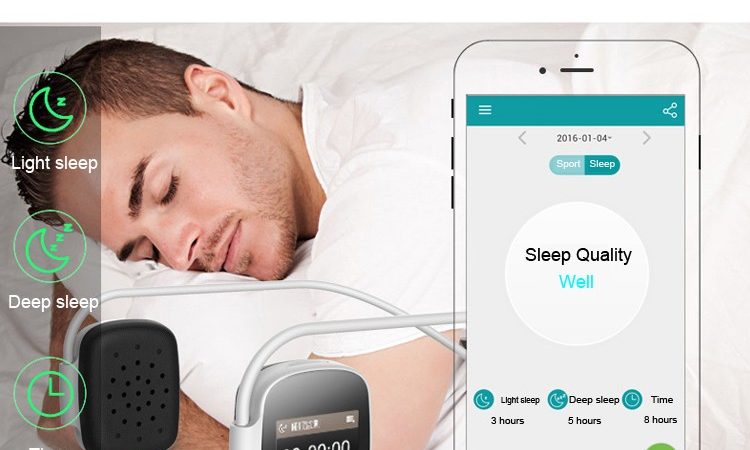 Light sleep
Deep sleep
2016-01-04
Sport Sleep
Sleep Quality
Well
Light sleep Deep sleep Time
3 hours 5 hours 8 hours